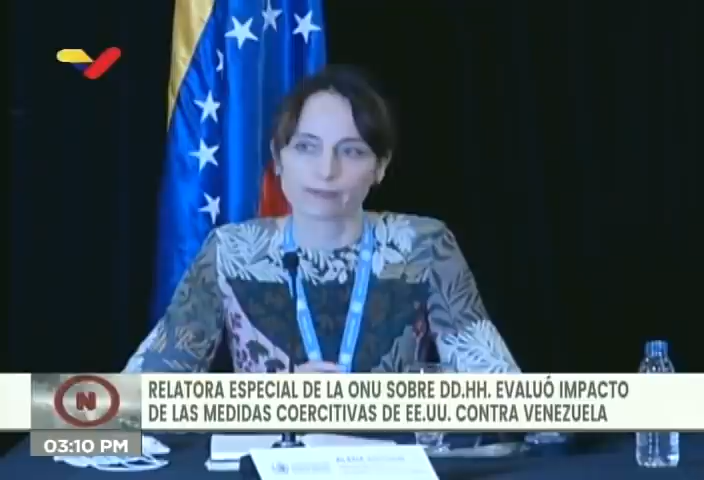 RELATORA ESPECIAL DE LA ONU SOBRE DD.HH. EVALUÓ IMPACTO
DE LAS MEDIDAS COERCITIVAS DE EE.UU. CONTRA VENEZUELA
N
03:10 PM
ALENA